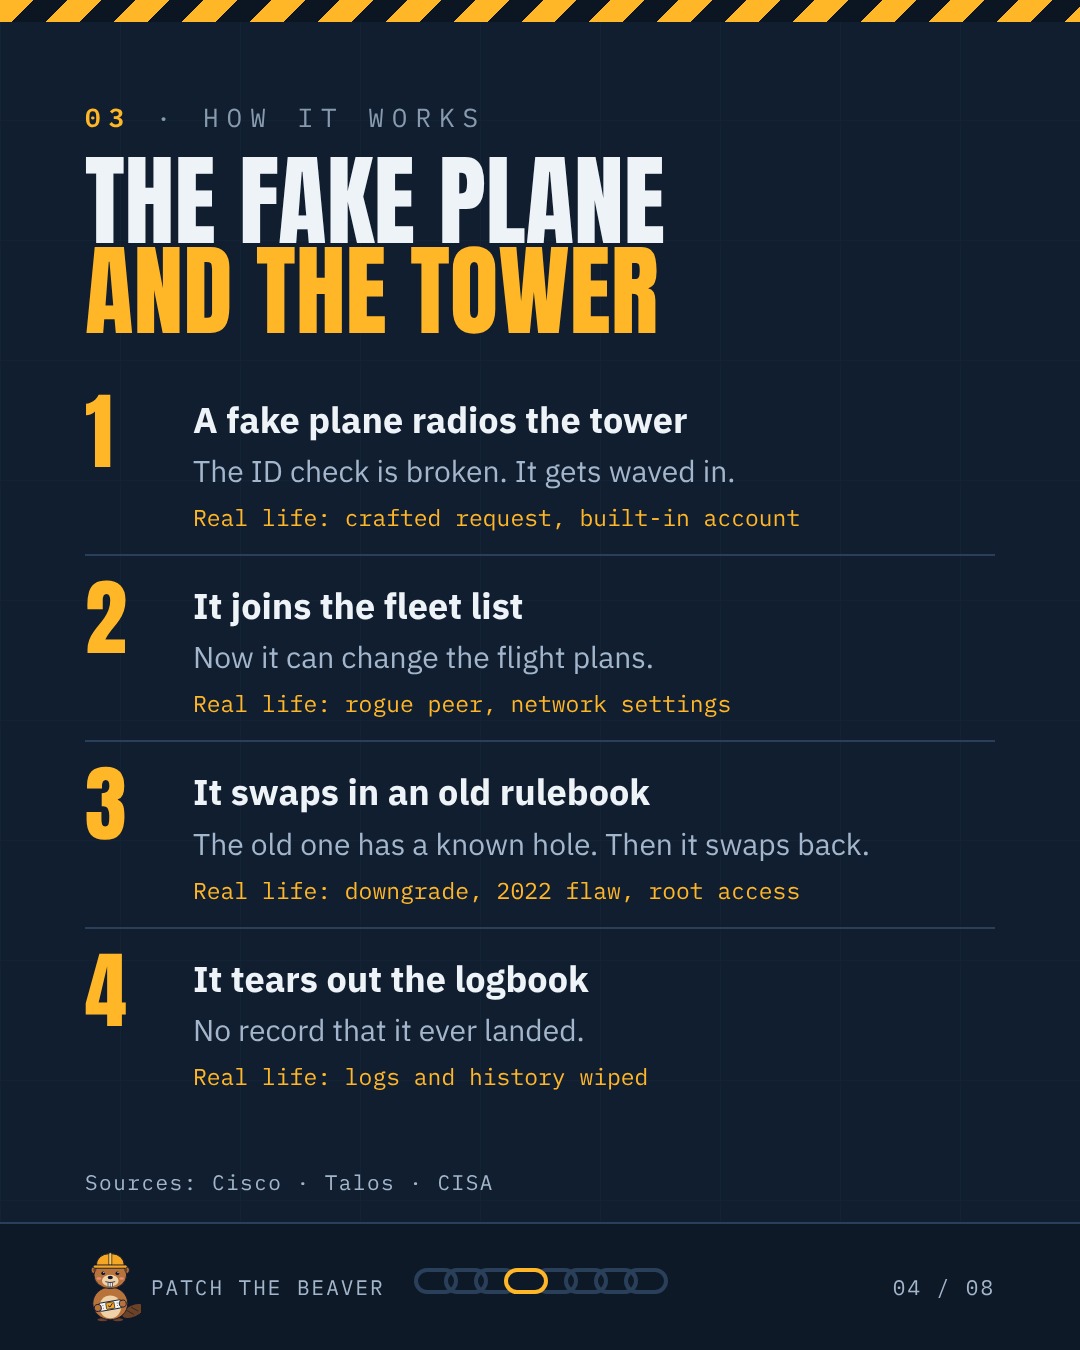 03 · HOW IT WORKS
THE FAKE PLANE
AND THE TOWER
1
A fake plane radios the tower
The ID check is broken. It gets waved in.
Real life: crafted request, built-in account
2
It joins the fleet list
Now it can change the flight plans.
Real life: rogue peer, network settings
3
It swaps in an old rulebook
The old one has a known hole. Then it swaps back.
Real life: downgrade, 2022 flaw, root access
4
It tears out the logbook
No record that it ever landed.
Real life: logs and history wiped
Sources: Cisco · Talos · CISA
PATCH THE BEAVER
04 / 08